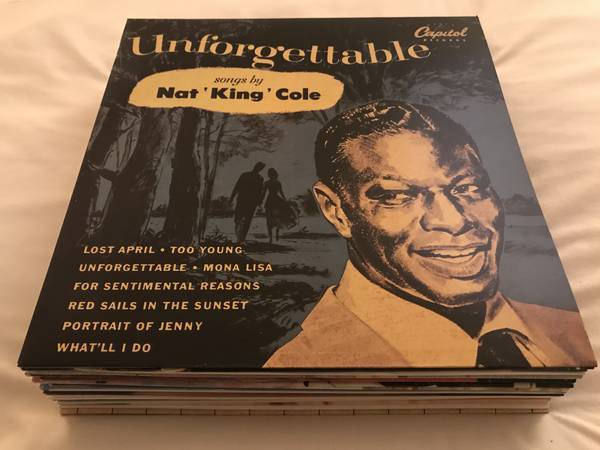 Unforgettable
Capitol
RECORDS
songs by
Nat 'King' Cole
LOST APRIL • TOO YOUNG
UNFORGETTABLE • MONA LISA
FOR SENTIMENTAL REASONS
RED SAILS IN THE SUNSET
PORTRAIT OF JENNY
WHAT'LL I DO